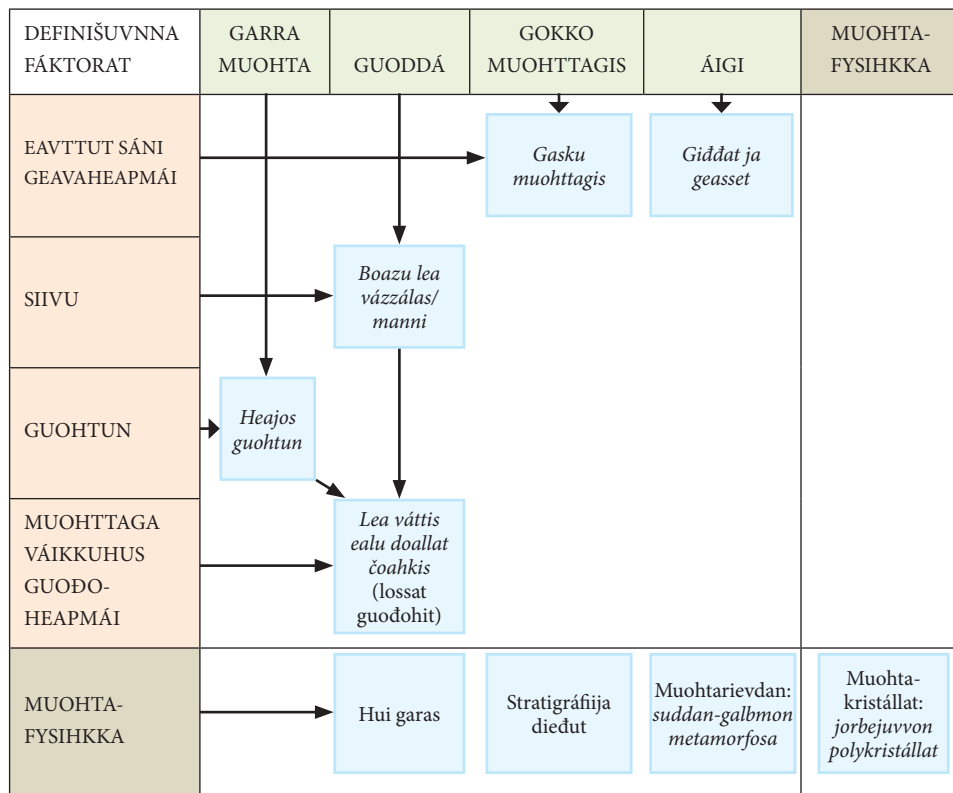 DEFINIŠUVNNA
FÁKTORAT
GARRA
MUOHTA
GUODDÁ
GOKKO
MUOHTTAGIS
ÁIGI
MUOHTA-
FYSIHKKA
EAVTTUT SÁNI
GEAVAHEAPMÁI
Gasku
muohttagis
Giđđat ja
geasset
SIIVU
Boazu lea
vázzálas/
manni
GUOHTUN
Heajos
guohtun
MUOHTTAGA
VÁIKKUHUS
GUOĐO-
HEAPMÁI
Lea váttis
ealu doallat
čoahkis
(lossat
guođohit)
MUOHTA-
FYSIHKKA
Hui garas
Stratigráfiija
dieđut
Muohtarievdan:
suddan-galbmon
metamorfosa
Muohta-
kristállat:
jorbejuvvon
polykristállat